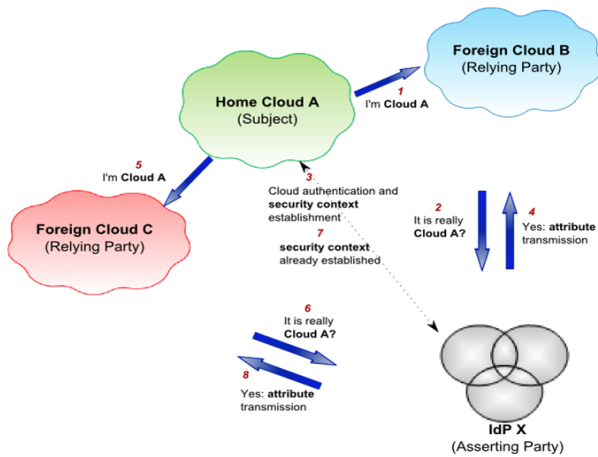 Foreign Cloud B
(Relying Party)
Home Cloud A
(Subject)
1
I'm Cloud A
5
I'm Cloud A
3
Cloud authentication and
security context
establishment
7
security context
already established
Foreign Cloud C
(Relying Party)
2
It is really
Cloud A?
4
Yes: attribute
transmission
6
It is really
Cloud A?
8
Yes: attribute
transmission
IdP X
(Asserting Party)